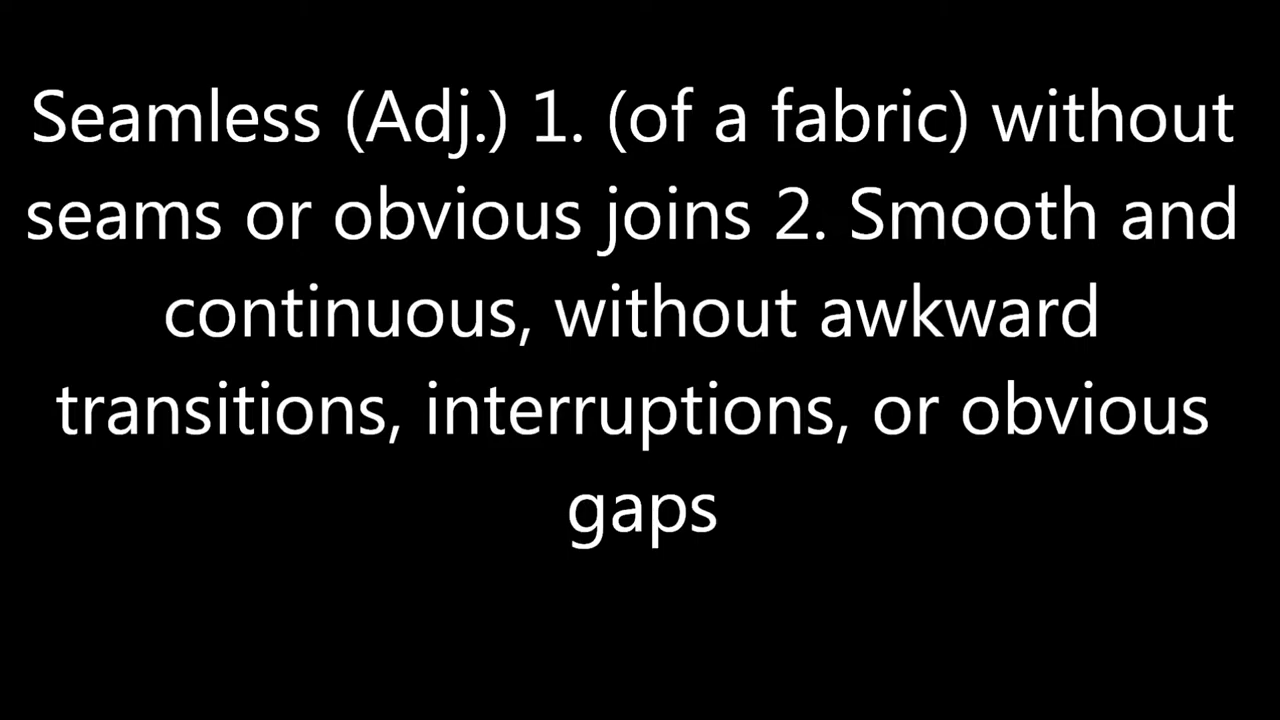 Seamless (Adj.) 1. (of a fabric) without
seams or obvious joins 2. Smooth and
continuous, without awkward
transitions, interruptions, or obvious
gaps